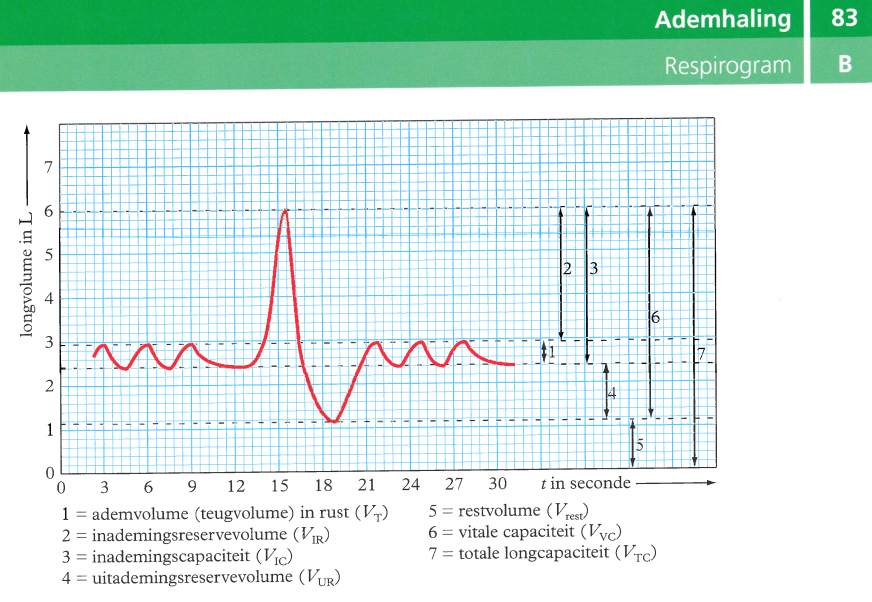 Ademhaling 83
Respirogram B
longvolume in L
7
6
5
4
3
2
1
0
2 3
6
1
7
4
5
0 3 6 9 12 15 18 21 24 27 30 t in seconde
1 = ademvolume (teugvolume) in rust (VT)
2 = inademingsreservevolume (VIR)
3 = inademingscapaciteit (VIC)
4 = uitademingsreservevolume (VUR)
5 = restvolume (Vrest)
6 = vitale capaciteit (VVC)
7 = totale longcapaciteit (VTC)